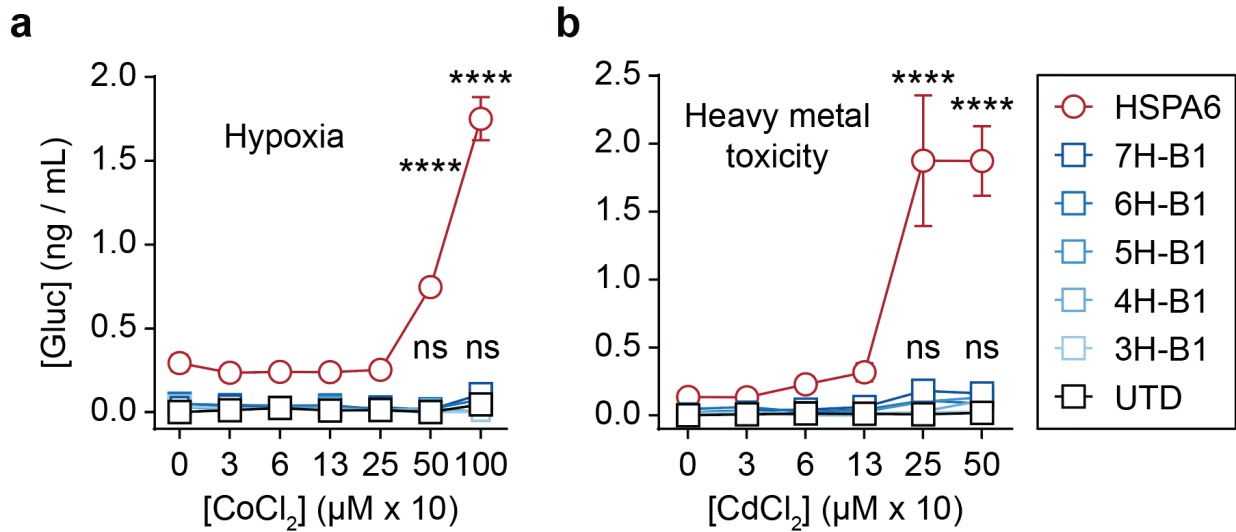 a
2.0
1.5
1.0
0.5
0.0
[Gluc] (ng / mL)
Hypoxia
****
****
ns
ns
0 3 6 13 25 50 100
[CoCl₂] (µM x 10)
b
2.5
2.0
1.5
1.0
0.5
0.0
Heavy metal
toxicity
****
****
ns
ns
0 3 6 13 25 50
[CdCl₂] (µM x 10)
HSPA6
7H-B1
6H-B1
5H-B1
4H-B1
3H-B1
UTD